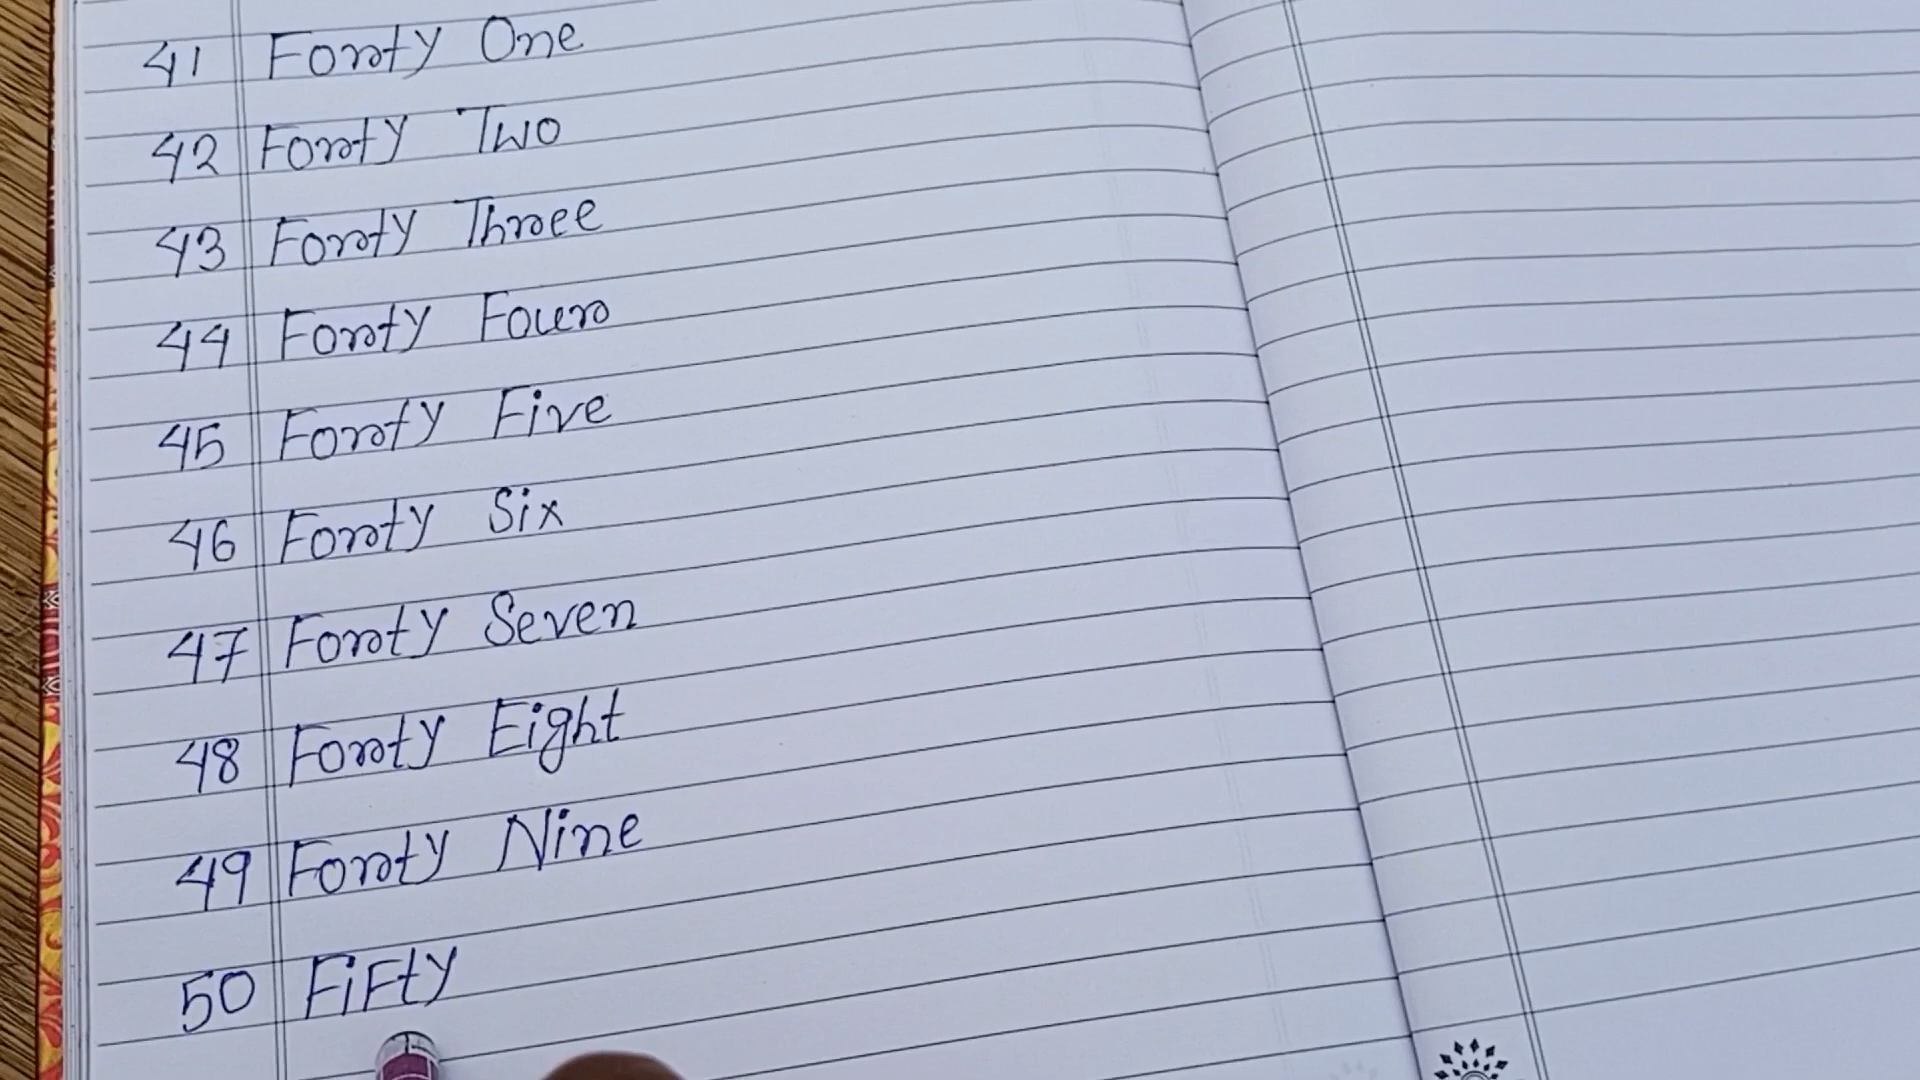 41 Forty One
42 Forty Two
43 Forty Three
44 Forty Four
45 Forty Five
46 Forty Six
47 Forty Seven
48 Forty Eight
49 Forty Nine
50 FiFty